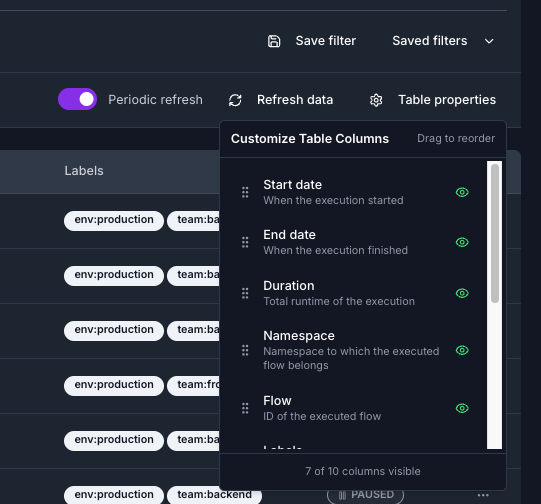 Save filter Saved filters
Periodic refresh Refresh data Table properties
Customize Table Columns Drag to reorder
Labels
Start date
When the execution started
End date
When the execution finished
Duration
Total runtime of the execution
Namespace
Namespace to which the executed
flow belongs
Flow
ID of the executed flow
Labels
7 of 10 columns visible
env:production team:ba
env:production team:ba
env:production team:ba
env:production team:fro
env:production team:ba
env:production team:backend PAUSED